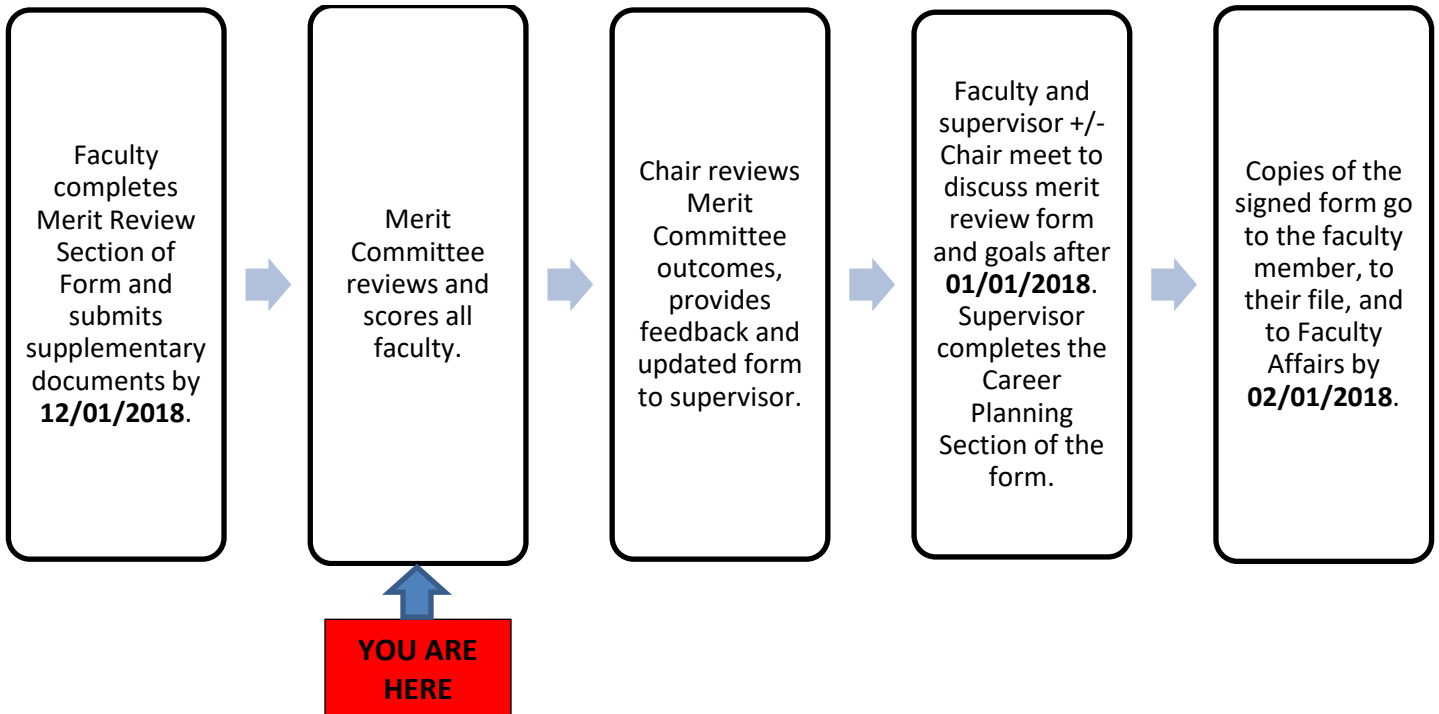 Faculty
completes
Merit Review
Section of
Form and
submits
supplementary
documents by
12/01/2018.
Merit
Committee
reviews and
scores all
faculty.
Chair reviews
Merit
Committee
outcomes,
provides
feedback and
updated form
to supervisor.
Faculty and
supervisor +/-
Chair meet to
discuss merit
review form
and goals after
01/01/2018.
Supervisor
completes the
Career
Planning
Section of the
form.
Copies of the
signed form go
to the faculty
member, to
their file, and
to Faculty
Affairs by
02/01/2018.
YOU ARE
HERE